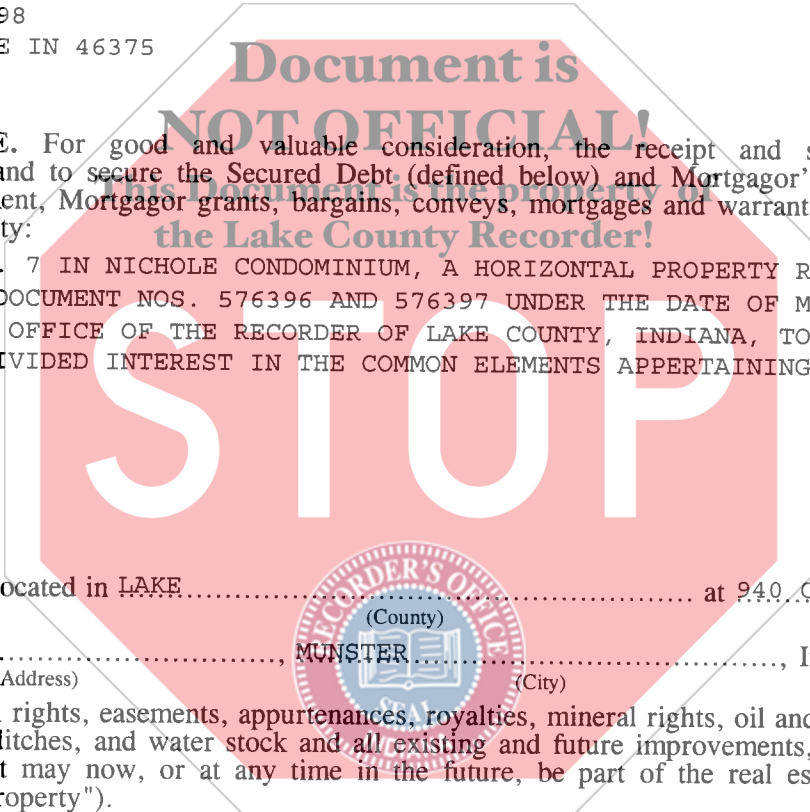 98
E IN 46375
Document is
NOT OFFICIAL!
E. For good and valuable consideration, the receipt and s
and to secure the Secured Debt (defined below) and Mortgagor'
This Document is the property of
ent, Mortgagor grants, bargains, conveys, mortgages and warrant
ty:
the Lake County Recorder!
. 7 IN NICHOLE CONDOMINIUM, A HORIZONTAL PROPERTY R
DOCUMENT NOS. 576396 AND 576397 UNDER THE DATE OF M
OFFICE OF THE RECORDER OF LAKE COUNTY, INDIANA, TO
IVIDED INTEREST IN THE COMMON ELEMENTS APPERTAINING
STOP
ocated in LAKE at 940
(County)
RECORDER'S OFFICE
, MUNSTER , I
Address) (City)
SEAL
rights, easements, appurtenances, royalties, mineral rights, oil and
litches, and water stock and all existing and future improvements,
INDIANA
t may now, or at any time in the future, be part of the real es
roperty").